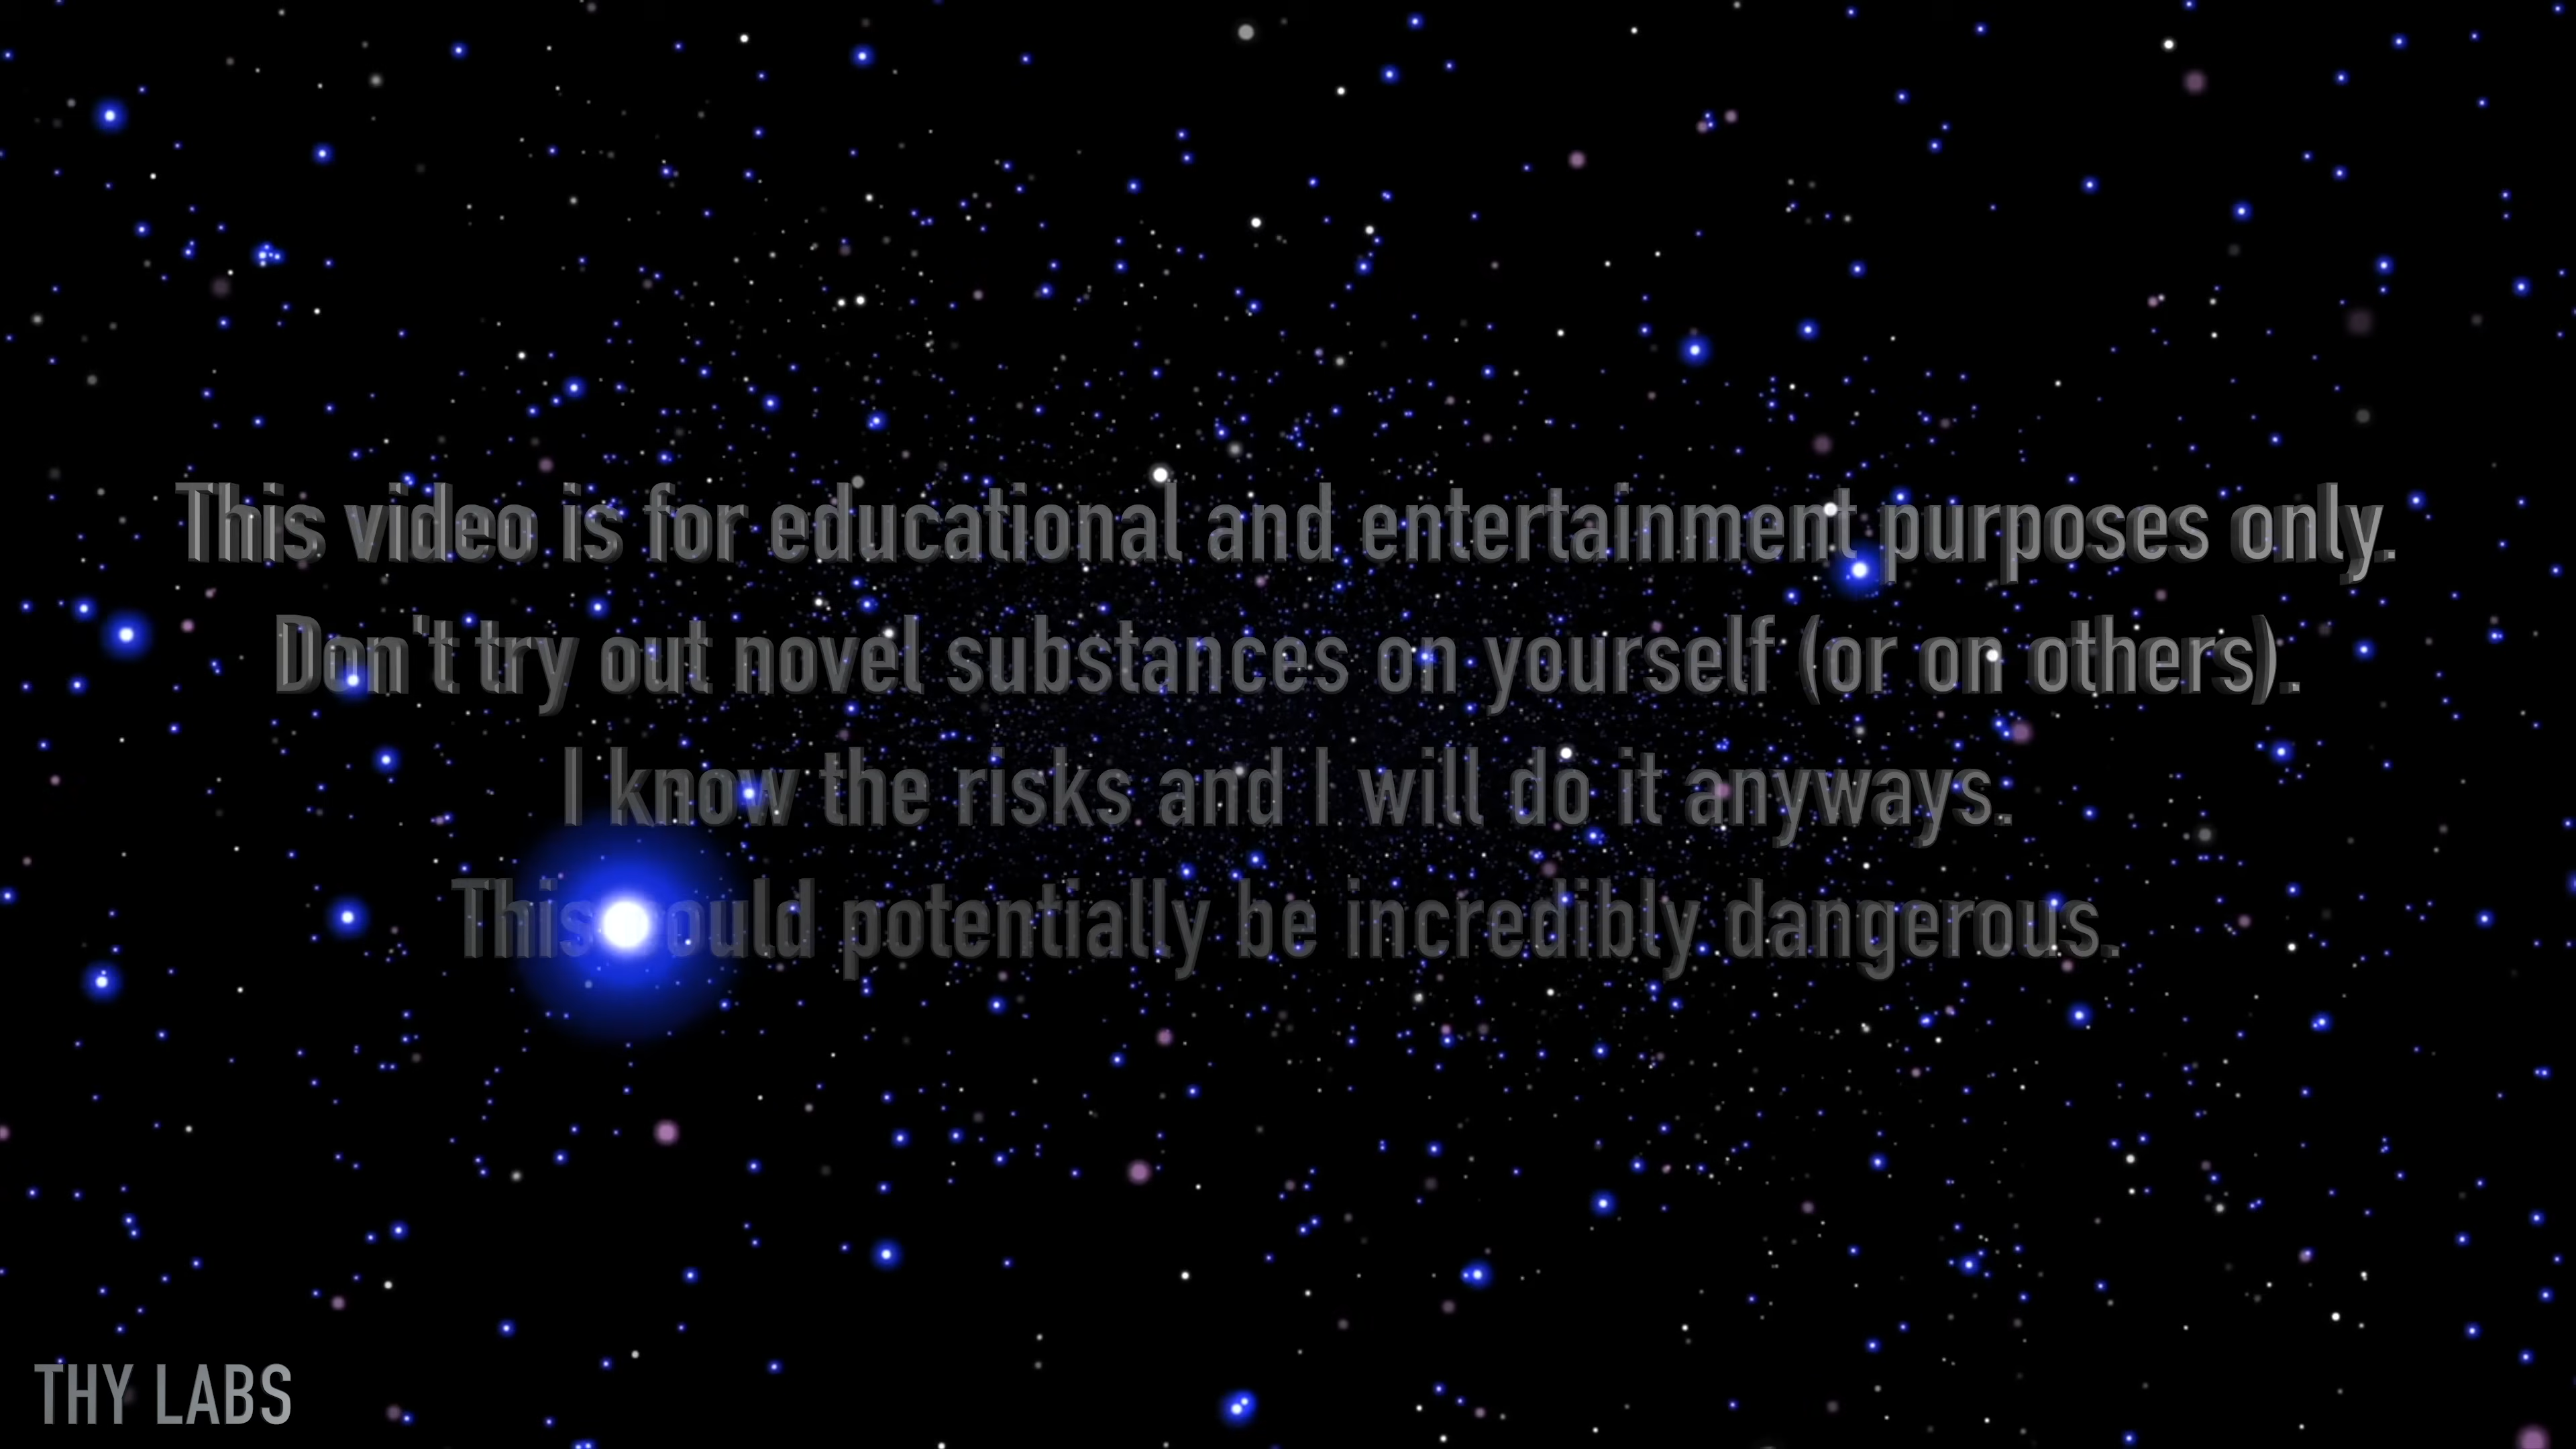 This video is for educational and entertainment purposes only.
Don't try out novel substances on yourself (or on others).
I know the risks and I will do it anyways.
This could potentially be incredibly dangerous.
THY LABS